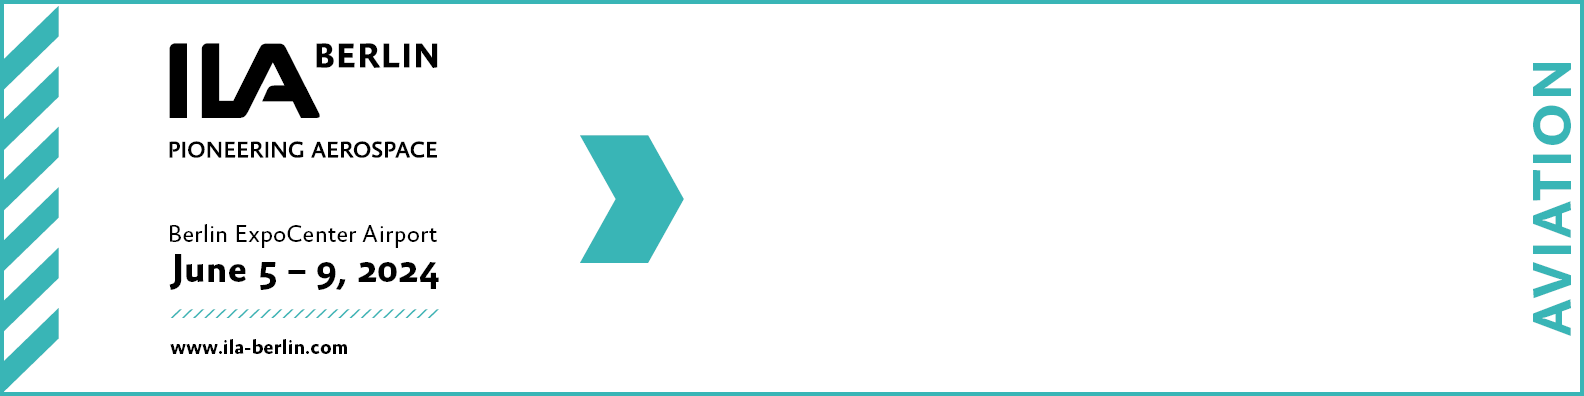 ILA BERLIN
PIONEERING AEROSPACE
Berlin ExpoCenter Airport
June 5 – 9, 2024
www.ila-berlin.com
AVIATION